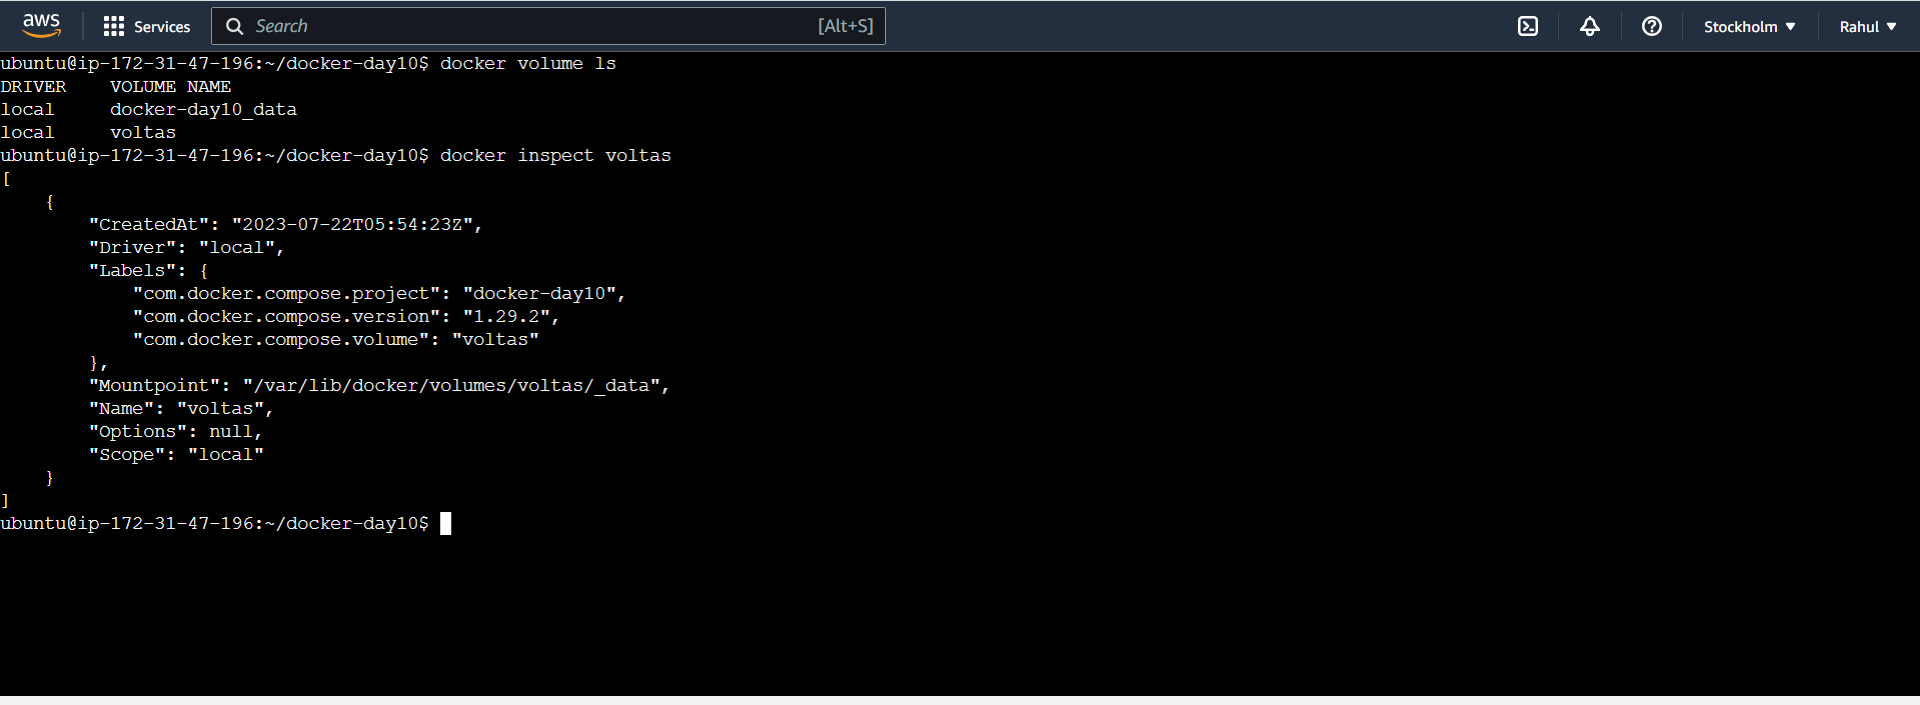 aws Services Search [Alt+S] Stockholm Rahul
ubuntu@ip-172-31-47-196:~/docker-day10$ docker volume ls
DRIVER    VOLUME NAME
local     docker-day10_data
local     voltas
ubuntu@ip-172-31-47-196:~/docker-day10$ docker inspect voltas
[
    {
        "CreatedAt": "2023-07-22T05:54:23Z",
        "Driver": "local",
        "Labels": {
            "com.docker.compose.project": "docker-day10",
            "com.docker.compose.version": "1.29.2",
            "com.docker.compose.volume": "voltas"
        },
        "Mountpoint": "/var/lib/docker/volumes/voltas/_data",
        "Name": "voltas",
        "Options": null,
        "Scope": "local"
    }
]
ubuntu@ip-172-31-47-196:~/docker-day10$